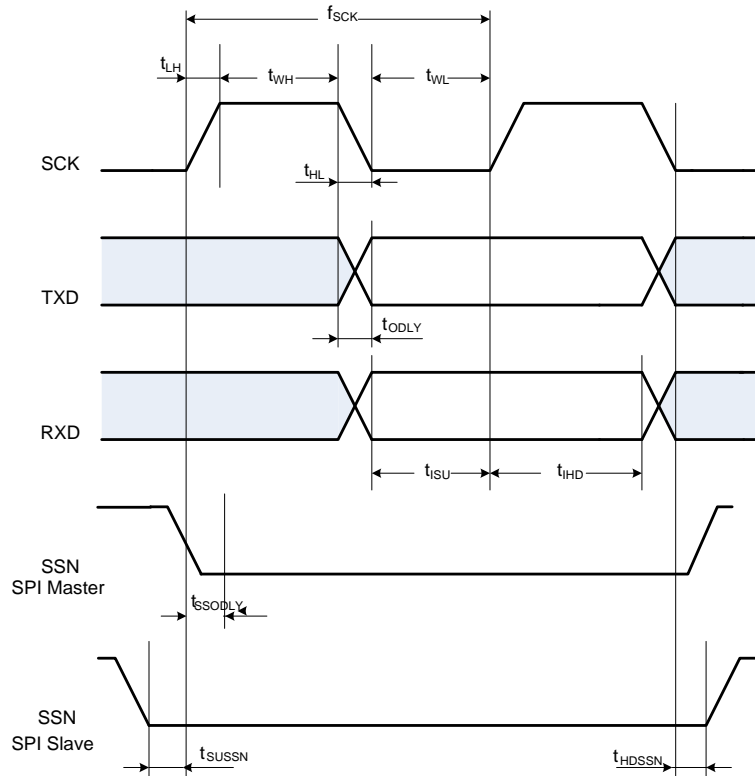 fSCK
tLH
tWH
tWL
SCK
tHL
TXD
tODLY
RXD
tISU
tIHD
SSN
SPI Master
tSSODLY
SSN
SPI Slave
tSUSSN
tHDSSN